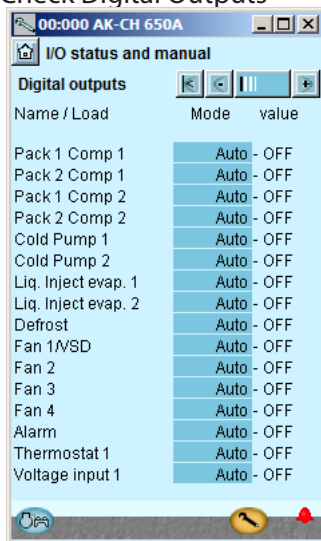 Check Digital Outputs
00:000 AK-CH 650A
I/O status and manual
Digital outputs
Name / Load Mode value
Pack 1 Comp 1 Auto - OFF
Pack 2 Comp 1 Auto - OFF
Pack 1 Comp 2 Auto - OFF
Pack 2 Comp 2 Auto - OFF
Cold Pump 1 Auto - OFF
Cold Pump 2 Auto - OFF
Liq. Inject evap. 1 Auto - OFF
Liq. Inject evap. 2 Auto - OFF
Defrost Auto - OFF
Fan 1/VSD Auto - OFF
Fan 2 Auto - OFF
Fan 3 Auto - OFF
Fan 4 Auto - OFF
Alarm Auto - OFF
Thermostat 1 Auto - OFF
Voltage input 1 Auto - OFF